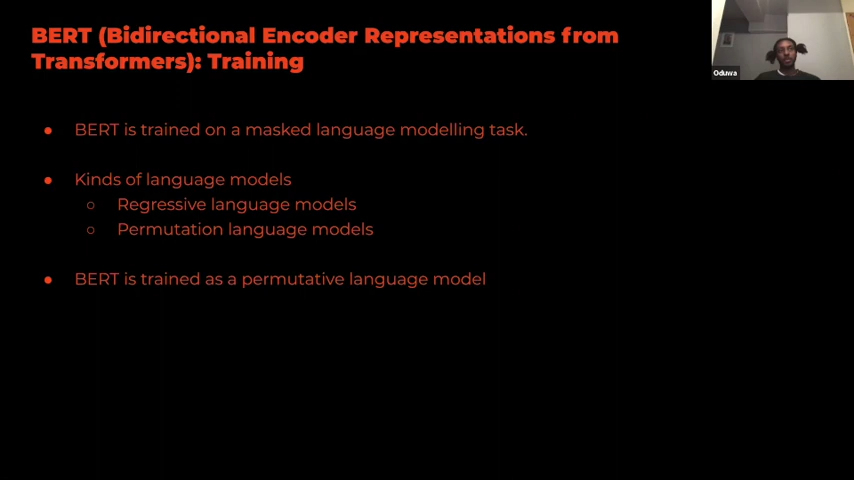 BERT (Bidirectional Encoder Representations from
Transformers): Training
Oduwa
● BERT is trained on a masked language modelling task.
● Kinds of language models
○ Regressive language models
○ Permutation language models
● BERT is trained as a permutative language model